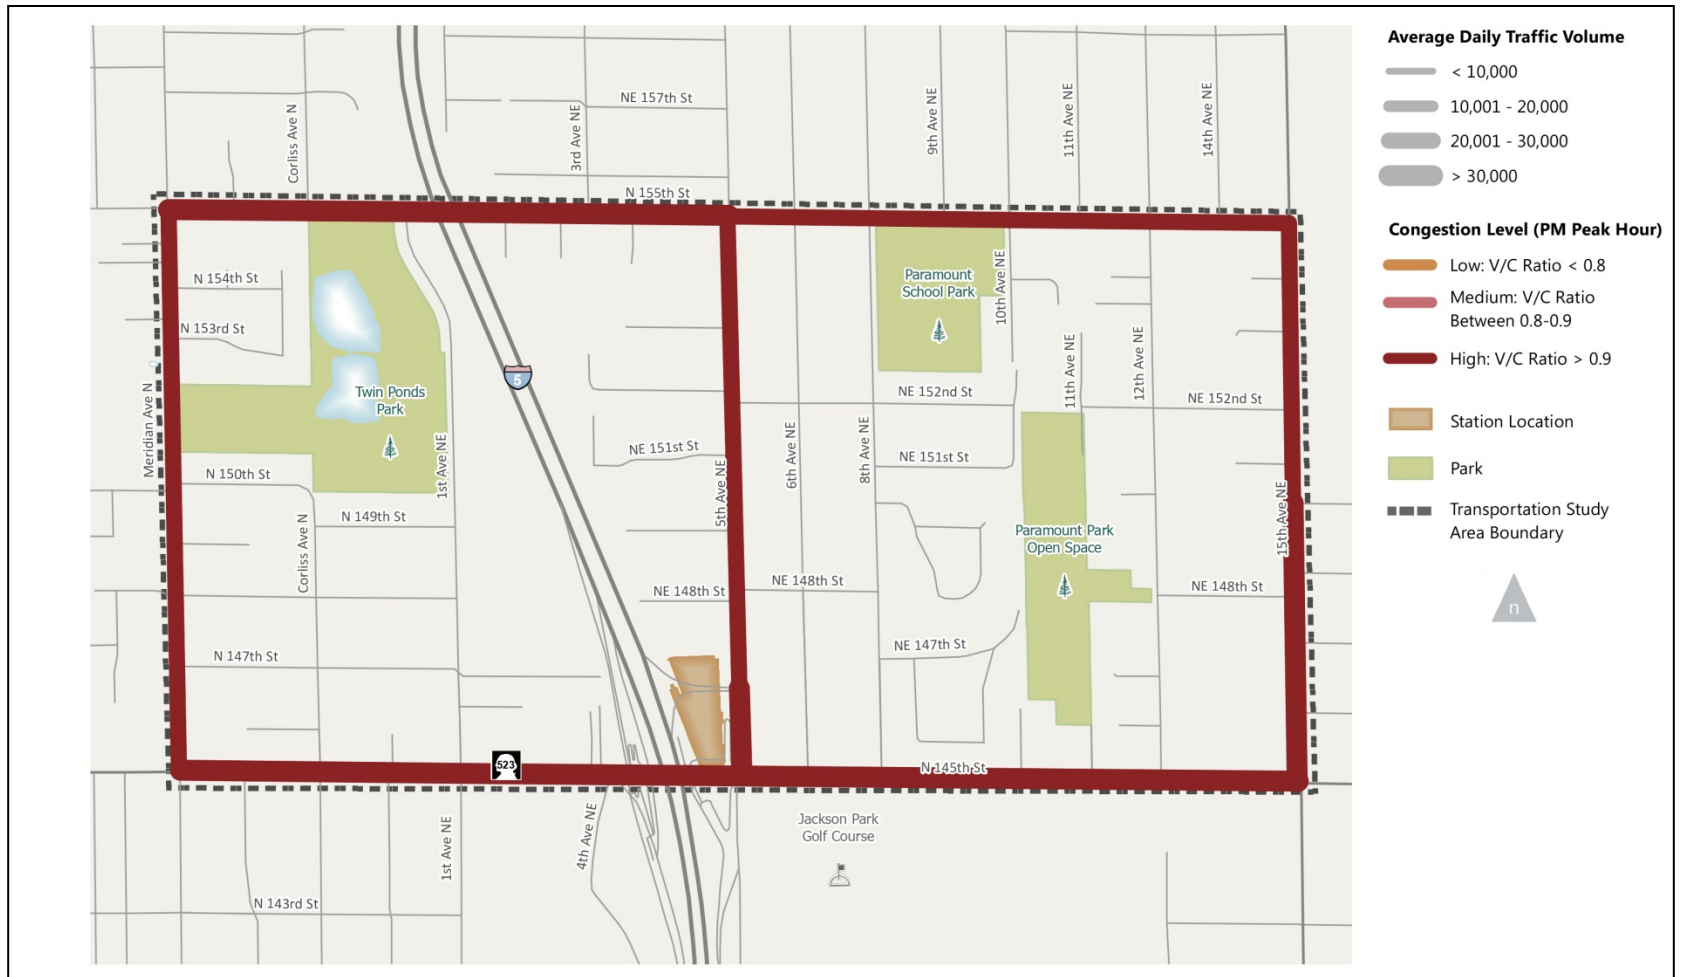 Average Daily Traffic Volume
< 10,000
10,001 - 20,000
20,001 - 30,000
> 30,000
Congestion Level (PM Peak Hour)
Low: V/C Ratio < 0.8
Medium: V/C Ratio
Between 0.8-0.9
High: V/C Ratio > 0.9
Station Location
Park
Transportation Study
Area Boundary
n
NE 157th St
Corliss Ave N
3rd Ave NE
9th Ave NE
11th Ave NE
14th Ave NE
N 155th St
N 154th St
N 153rd St
Paramount
School Park
10th Ave NE
5
Twin Ponds
Park
Meridian Ave N
1st Ave NE
NE 152nd St
11th Ave NE
12th Ave NE
NE 152nd St
N 150th St
NE 151st St
5th Ave NE
6th Ave NE
8th Ave NE
NE 151st St
15th Ave NE
N 149th St
Corliss Ave N
Paramount Park
Open Space
NE 148th St
NE 148th St
NE 148th St
N 147th St
NE 147th St
523
N 145th St
1st Ave NE
4th Ave NE
Jackson Park
Golf Course
N 143rd St